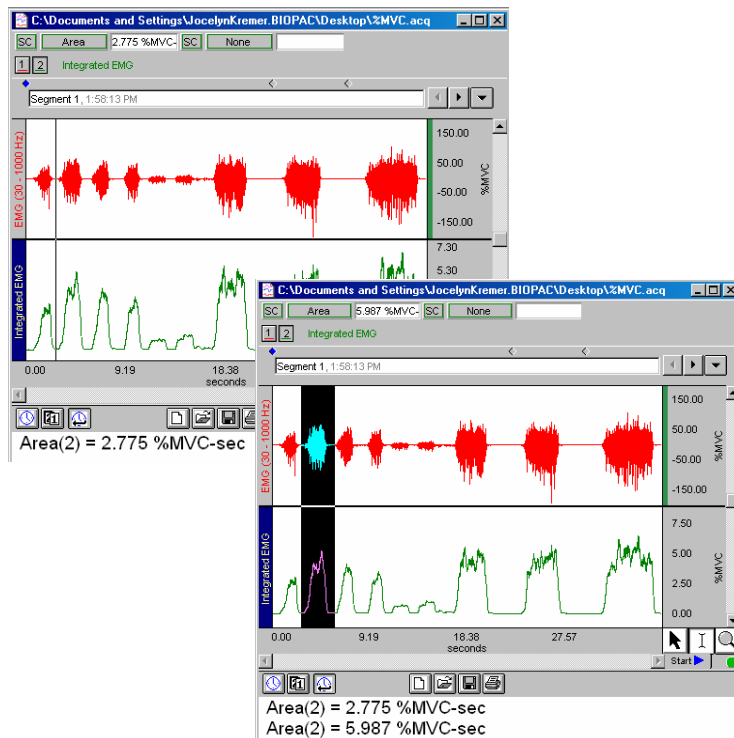 C:\Documents and Settings\JocelynKremer.BIOPAC\Desktop\%MVC.acq
SC Area 2.775 %MVC- SC None
1 2 Integrated EMG
Segment 1, 1:58:13 PM
EMG (30 - 1000 Hz)
150.00
50.00
-50.00
-150.00
%MVC
Integrated EMG
7.30
5.30
0.00 9.19 18.38
seconds
Area(2) = 2.775 %MVC-sec
C:\Documents and Settings\JocelynKremer.BIOPAC\Desktop\%MVC.acq
SC Area 5.987 %MVC- SC None
1 2 Integrated EMG
Segment 1, 1:58:13 PM
EMG (30 - 1000 Hz)
150.00
50.00
-50.00
-150.00
%MVC
Integrated EMG
7.50
5.00
2.50
0.00
%MVC
0.00 9.19 18.38 27.57
seconds
Start
Area(2) = 2.775 %MVC-sec
Area(2) = 5.987 %MVC-sec